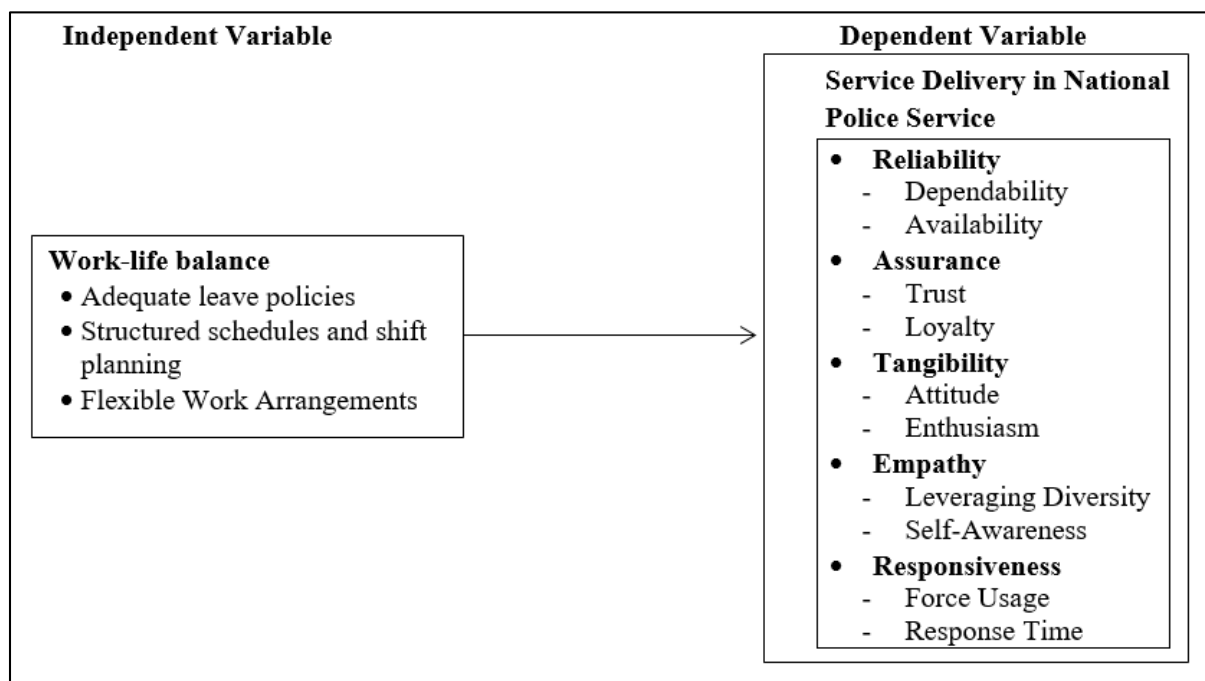 Independent Variable
Dependent Variable
Service Delivery in National
Police Service
• Reliability
- Dependability
- Availability
• Assurance
- Trust
- Loyalty
• Tangibility
- Attitude
- Enthusiasm
• Empathy
- Leveraging Diversity
- Self-Awareness
• Responsiveness
- Force Usage
- Response Time
Work-life balance
• Adequate leave policies
• Structured schedules and shift
planning
• Flexible Work Arrangements